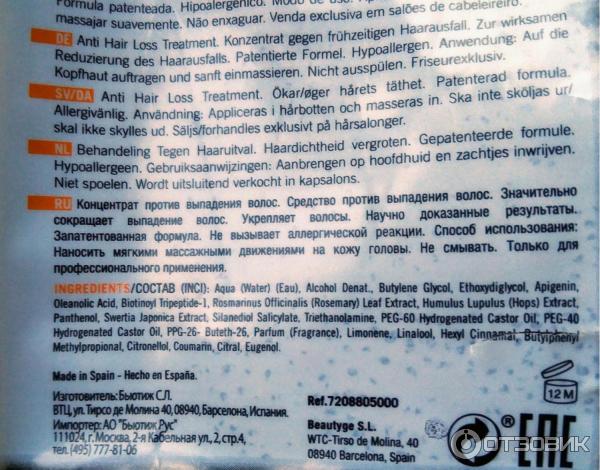 Fórmula patenteada. Hipoalergénico. Modo de uso: A
massajar suavemente. Não enxaguar. Venda exclusiva em salões de cabeleireiro.
DE Anti Hair Loss Treatment. Konzentrat gegen frühzeitigen Haarausfall. Zur wirksamen
Reduzierung des Haarausfalls. Patentierte Formel. Hypoallergen. Anwendung: Auf die
Kopfhaut auftragen und sanft einmassieren. Nicht ausspülen. Friseurexklusiv.
SV/DA Anti Hair Loss Treatment. Ökar/øger hårets täthet. Patenterad formula.
Allergivänlig. Användning: Appliceras i hårbotten och masseras in. Ska inte sköljas ur/
skal ikke skylles ud. Säljs/forhandles exklusivt på hårsalonger.
NL Behandeling Tegen Haaruitval. Haardichtheid vergroten. Gepatenteerde formule.
Hypoallergeen. Gebruiksaanwijzingen: Aanbrengen op hoofdhuid en zachtjes inwrijven.
Niet spoelen. Wordt uitsluitend verkocht in kapsalons.
RU Концентрат против выпадения волос. Средство против выпадения волос. Значительно
сокращает выпадение волос. Укрепляет волосы. Научно доказанные результаты.
Запатентованная формула. Не вызывает аллергической реакции. Способ использования:
Наносить мягкими массажными движениями на кожу головы. Не смывать. Только для
профессионального применения.
INGREDIENTS/СОСТАВ (INCI): Aqua (Water) (Eau), Alcohol Denat., Butylene Glycol, Ethoxydiglycol, Apigenin,
Oleanolic Acid, Biotinoyl Tripeptide-1, Rosmarinus Officinalis (Rosemary) Leaf Extract, Humulus Lupulus (Hops) Extract,
Panthenol, Swertia Japonica Extract, Silanediol Salicylate, Triethanolamine, PEG-60 Hydrogenated Castor Oil, PEG-40
Hydrogenated Castor Oil, PPG-26- Buteth-26, Parfum (Fragrance), Limonene, Linalool, Hexyl Cinnamal, Butylphenyl
Methylpropional, Citronellol, Coumarin, Citral, Eugenol.
Made in Spain - Hecho en España.
12 M
Изготовитель: Бьютик С.Л.
ВТЦ, ул. Тирсо де Молина 40, 08940, Барселона, Испания.
Импортер: АО "Бьютик Рус"
111024, г. Москва, 2-я Кабельная ул., 2, стр.4,
тел. (495) 777-81-06
Ref.7208805000
Beautyge S.L.
WTC-Tirso de Molina, 40
08940 Barcelona, Spain
® EAC
ОТЗОВИК